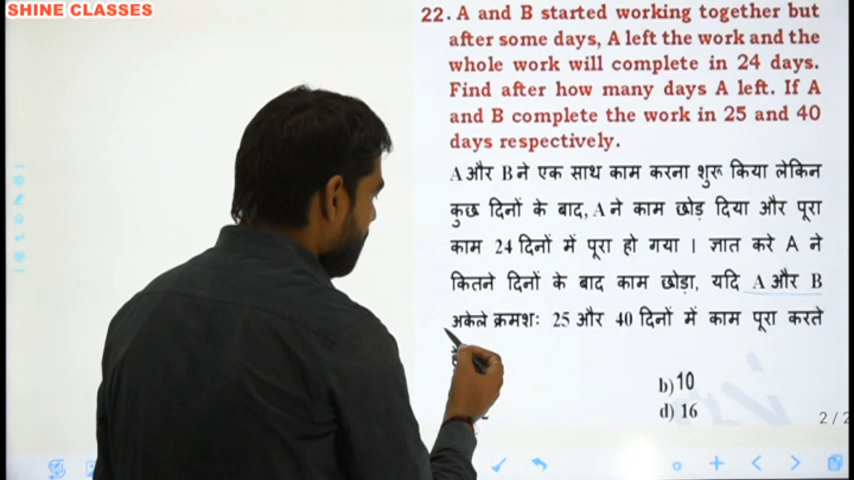 SHINE CLASSES
22. A and B started working together but
after some days, A left the work and the
whole work will complete in 24 days.
Find after how many days A left. If A
and B complete the work in 25 and 40
days respectively.
A और B ने एक साथ काम करना शुरू किया लेकिन
कुछ दिनों के बाद, A ने काम छोड़ दिया और पूरा
काम 24 दिनों में पूरा हो गया । ज्ञात करे A ने
कितने दिनों के बाद काम छोड़ा, यदि A और B
अकेले क्रमशः 25 और 40 दिनों में काम पूरा करते
b) 10
d) 16
2/2